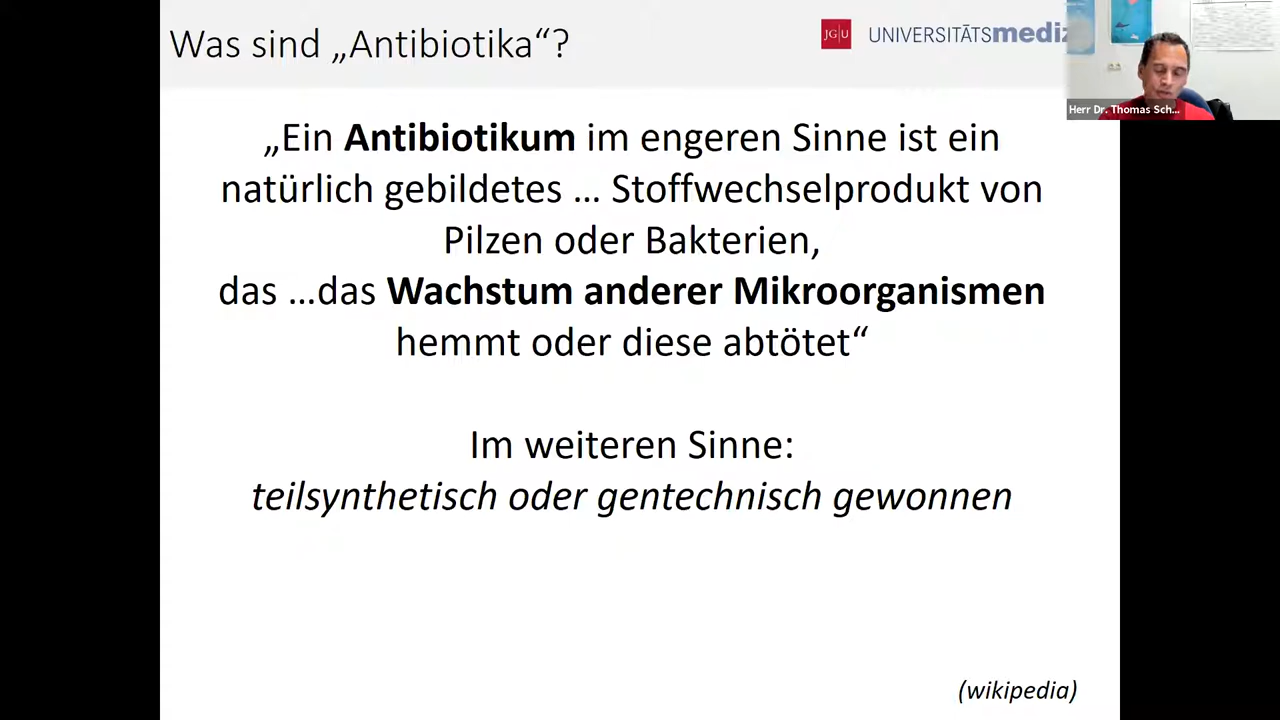 Was sind „Antibiotika“?
JG|U UNIVERSITÄTSmediz
Herr Dr. Thomas Sch...
„Ein Antibiotikum im engeren Sinne ist ein
natürlich gebildetes … Stoffwechselprodukt von
Pilzen oder Bakterien,
das …das Wachstum anderer Mikroorganismen
hemmt oder diese abtötet“
Im weiteren Sinne:
teilsynthetisch oder gentechnisch gewonnen
(wikipedia)